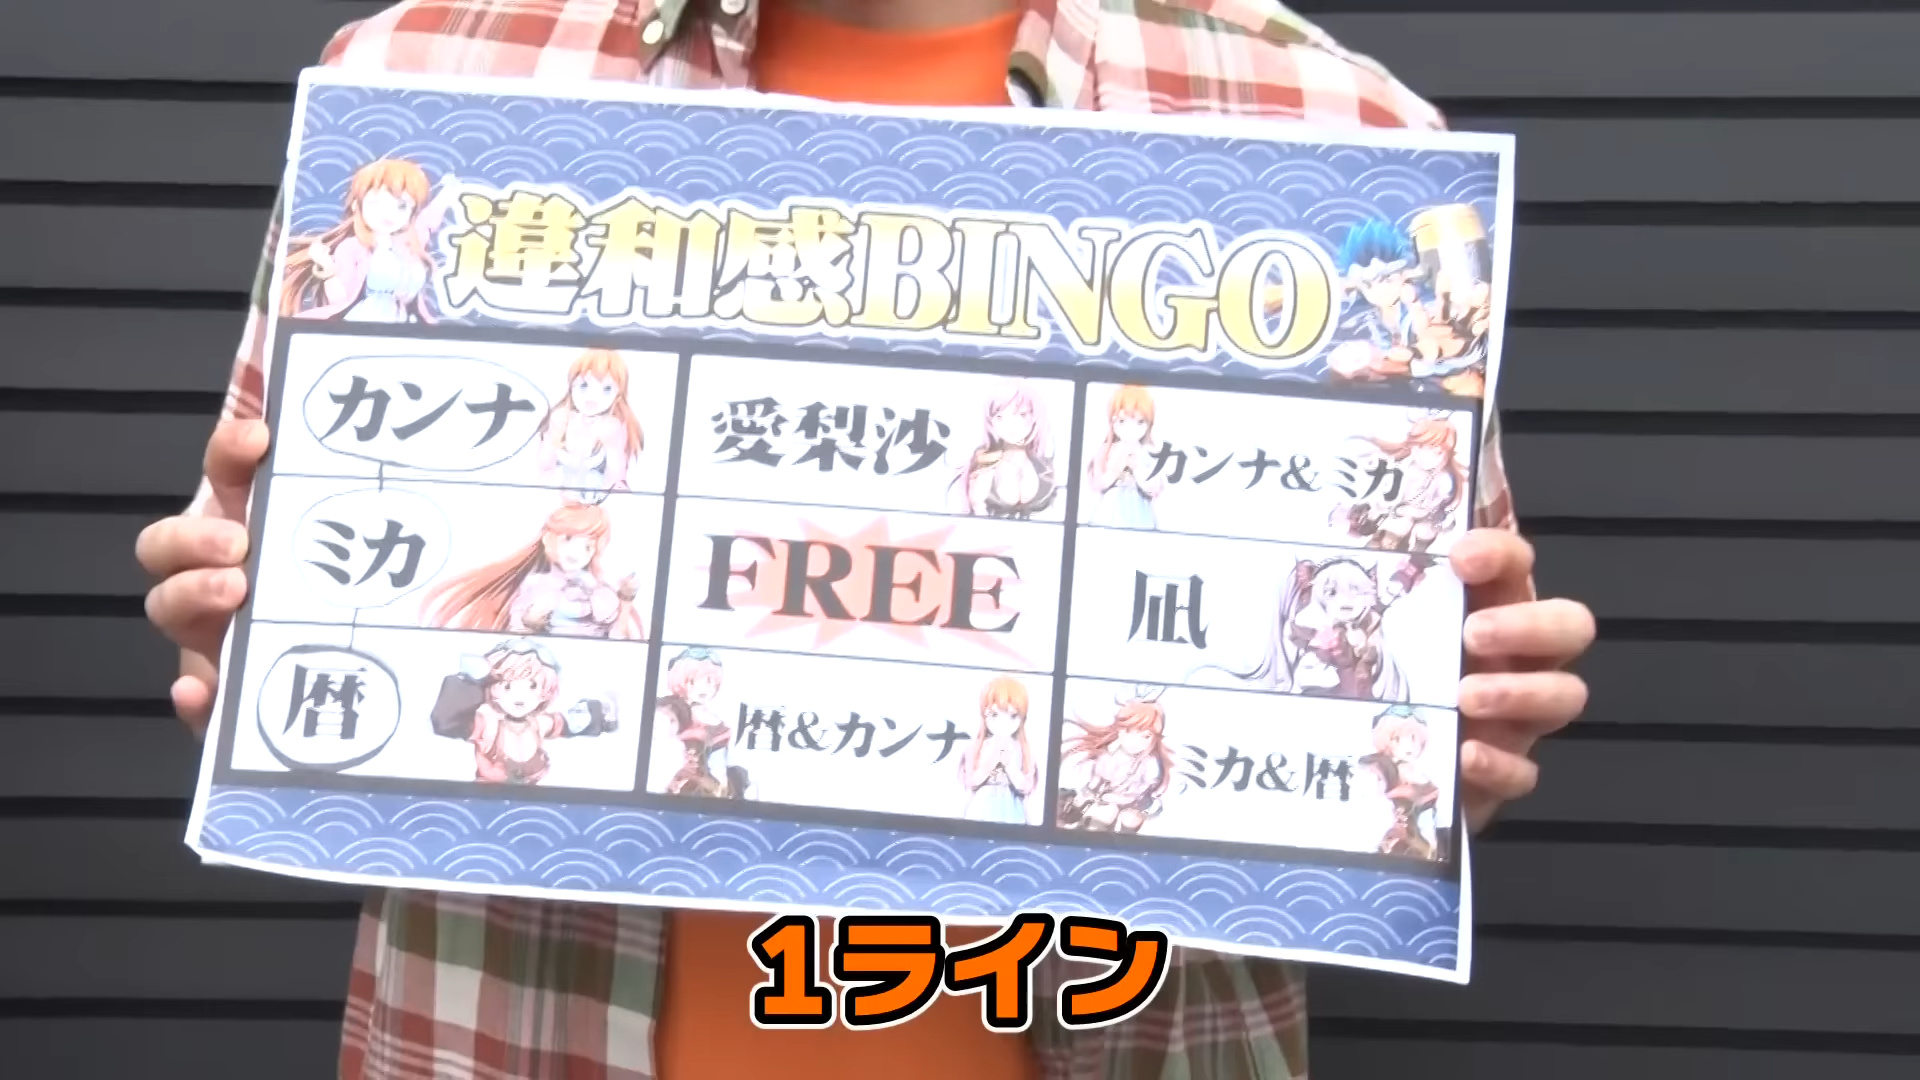 違和感BINGO
カンナ
愛梨沙
カンナ&ミカ
ミカ
FREE
凪
暦
暦&カンナ
ミカ&暦
1ライン